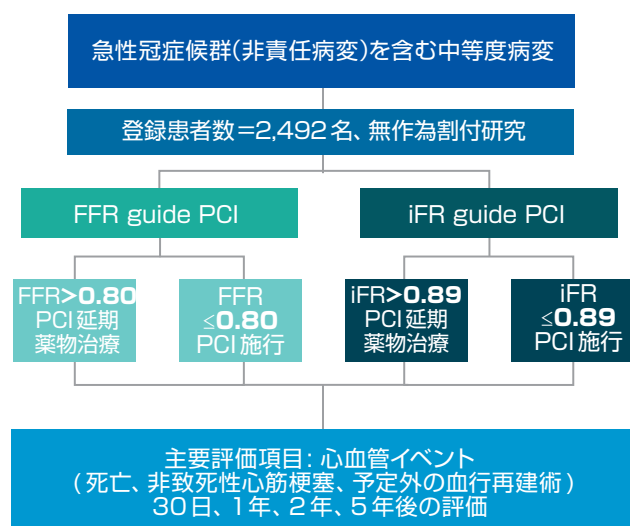 急性冠症候群(非責任病変)を含む中等度病変
登録患者数=2,492名、無作為割付研究
FFR guide PCI
iFR guide PCI
FFR>0.80
PCI延期
薬物治療
FFR
≤0.80
PCI施行
iFR>0.89
PCI延期
薬物治療
iFR
≤0.89
PCI施行
主要評価項目: 心血管イベント
(死亡、非致死性心筋梗塞、予定外の血行再建術)
30日、1年、2年、5年後の評価